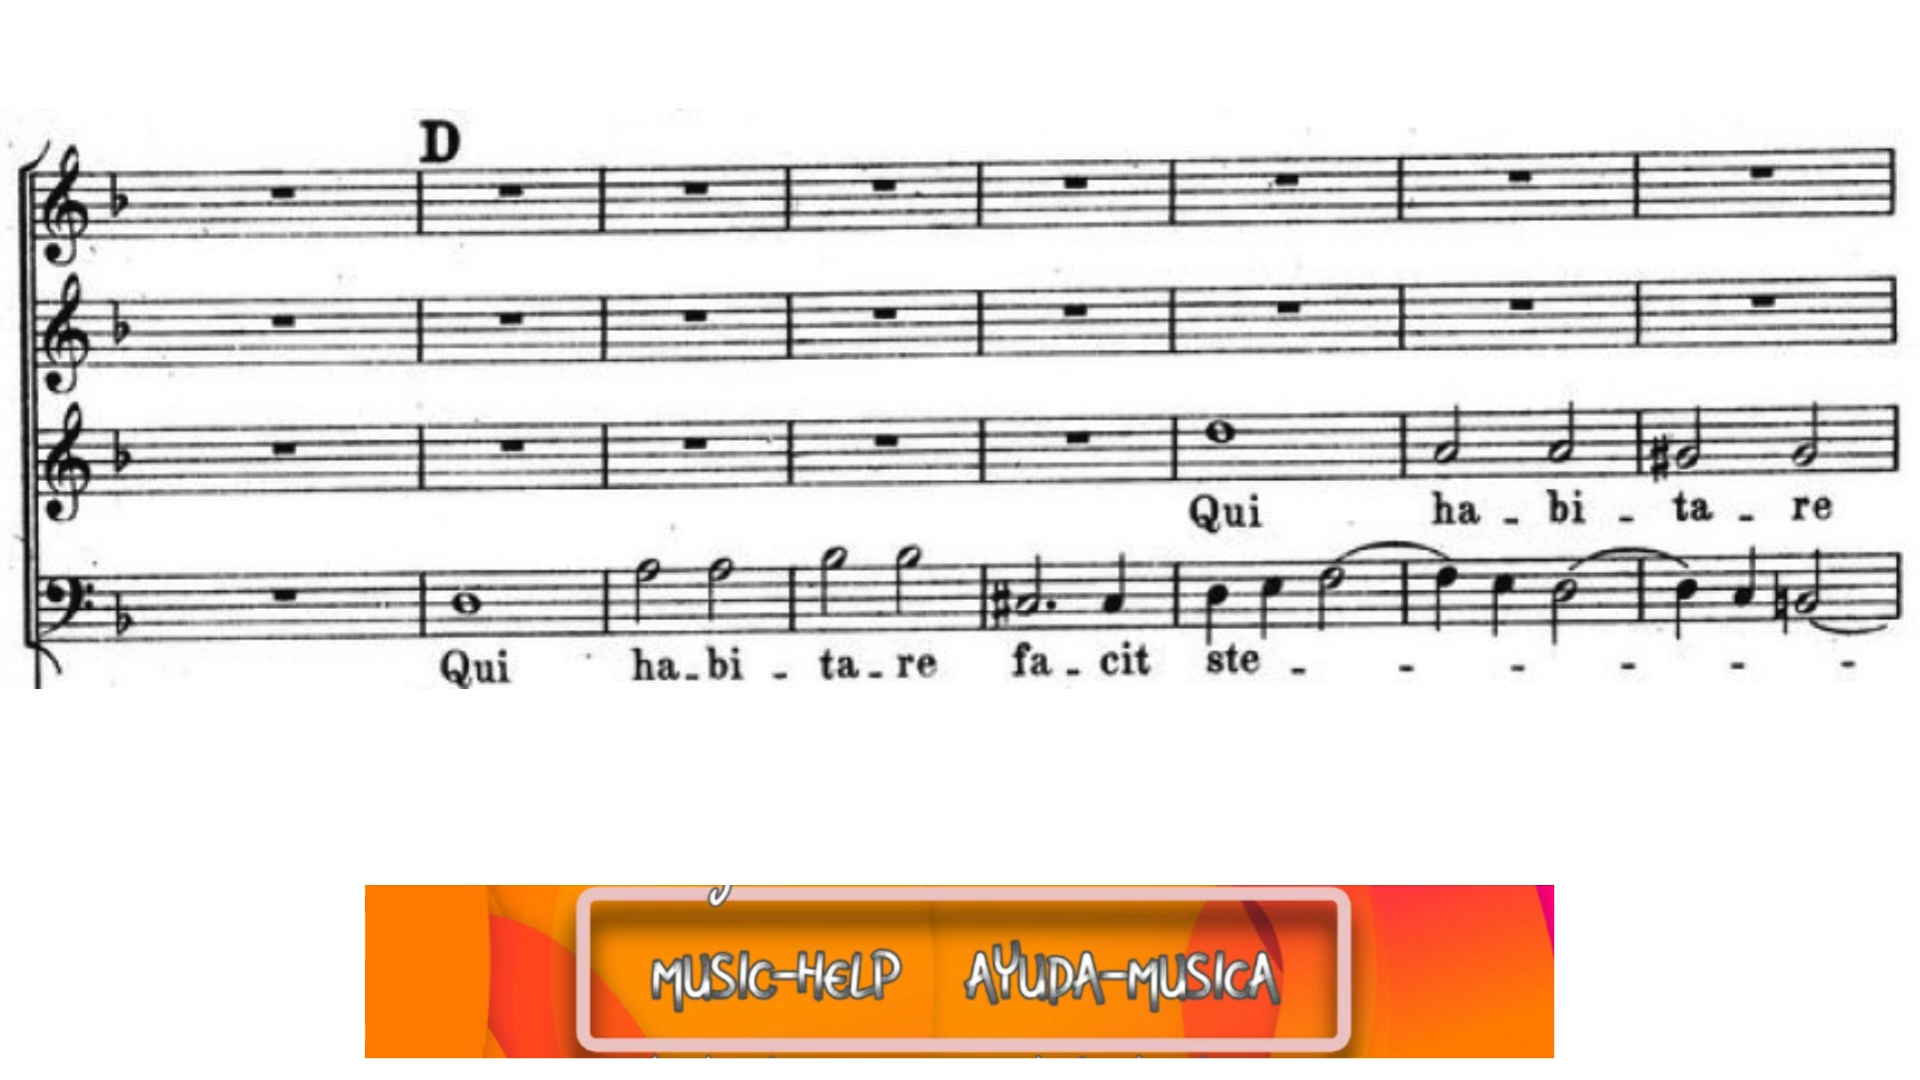 D
Qui ha - bi - ta - re
Qui ha - bi - ta - re fa - cit ste - - - - - -
MUSIC-HELP AYUDA-MUSICA